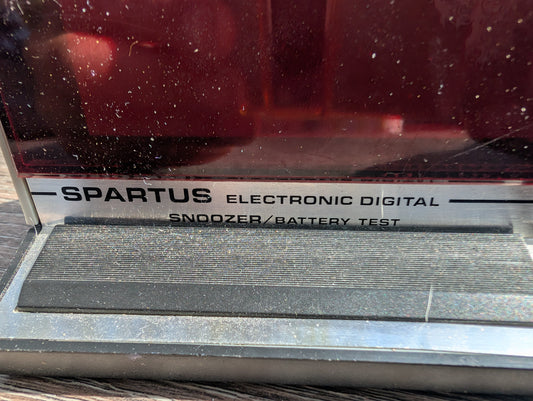 SPARTUS ELECTRONIC DIGITAL
SNOOZER/BATTERY TEST